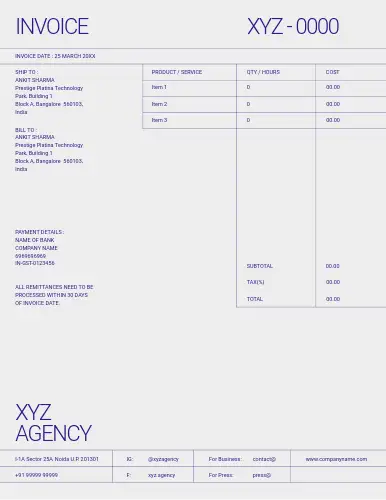 INVOICE XYZ - 0000
INVOICE DATE : 25 MARCH 20XX
SHIP TO :
ANKIT SHARMA
Prestige Platina Technology
Park, Building 1
Block A, Bangalore 560103,
India
BILL TO :
ANKIT SHARMA
Prestige Platina Technology
Park, Building 1
Block A, Bangalore 560103,
India
PRODUCT / SERVICE QTY / HOURS COST
Item 1 0 00.00
Item 2 0 00.00
Item 3 0 00.00
PAYMENT DETAILS :
NAME OF BANK
COMPANY NAME
6969696969
IN-GST-0123456
SUBTOTAL 00.00
TAX(%) 00.00
TOTAL 00.00
ALL REMITTANCES NEED TO BE
PROCESSED WITHIN 30 DAYS
OF INVOICE DATE.
XYZ
AGENCY
I-1A Sector 25A, Noida U.P. 201301 IG: @xyzagency For Business: contact@ www.companyname.com
+91 99999 99999 F: xyz agency For Press: press@